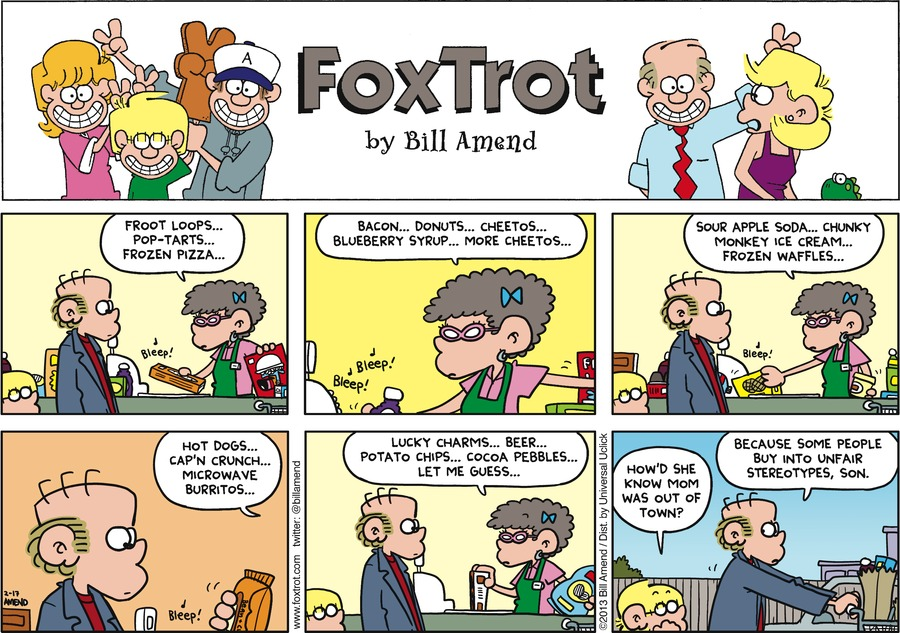 A
FoxTrot
by Bill Amend
FROOT LOOPS...
POP-TARTS...
FROZEN PIZZA...
Bleep!
BACON... DONUTS... CHEETOS...
BLUEBERRY SYRUP... MORE CHEETOS...
Bleep!
Bleep!
SOUR APPLE SODA... CHUNKY
MONKEY ICE CREAM...
FROZEN WAFFLES...
Bleep!
HOT DOGS...
CAP'N CRUNCH...
MICROWAVE
BURRITOS...
Bleep!
2-17
AMEND
www.foxtrot.com twitter: @billamend
LUCKY CHARMS... BEER...
POTATO CHIPS... COCOA PEBBLES...
LET ME GUESS...
©2013 Bill Amend / Dist. by Universal Uclick
HOW'D SHE
KNOW MOM
WAS OUT OF
TOWN?
BECAUSE SOME PEOPLE
BUY INTO UNFAIR
STEREOTYPES, SON.